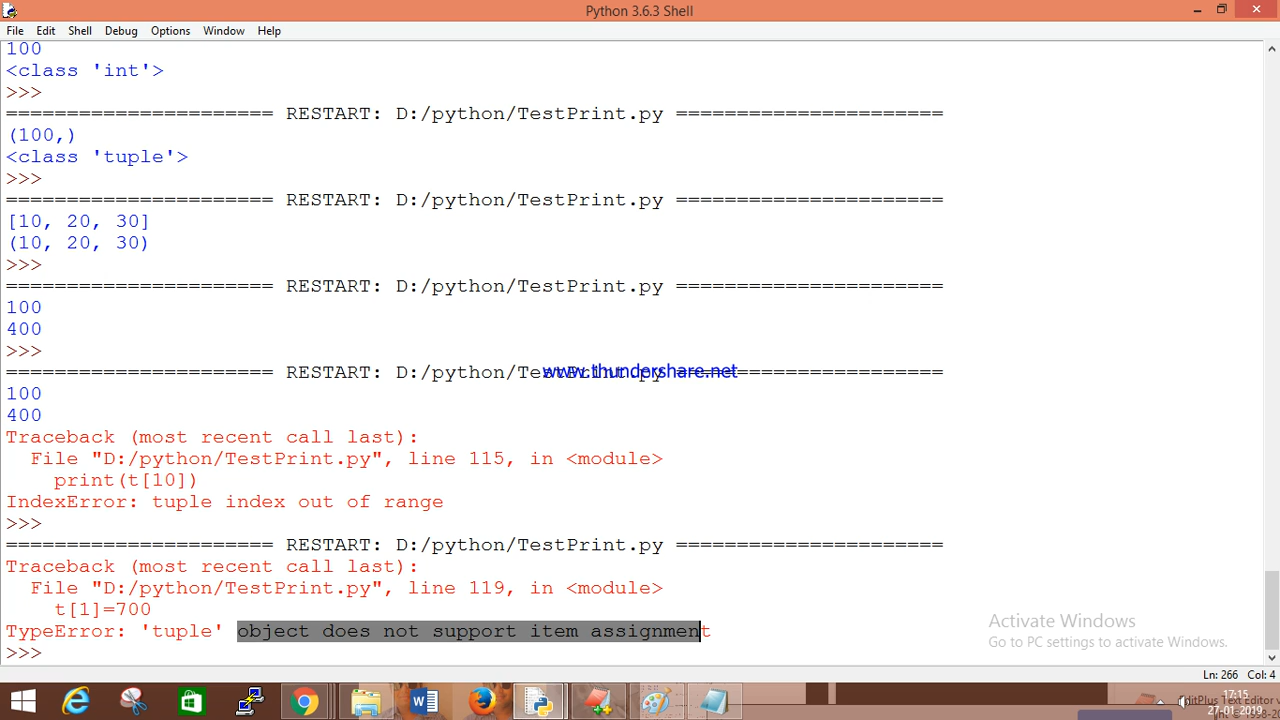 Python 3.6.3 Shell
File Edit Shell Debug Options Window Help
100
<class 'int'>
>>>
====================== RESTART: D:/python/TestPrint.py ======================
(100,)
<class 'tuple'>
>>>
====================== RESTART: D:/python/TestPrint.py ======================
[10, 20, 30]
(10, 20, 30)
>>>
====================== RESTART: D:/python/TestPrint.py ======================
100
400
>>>
====================== RESTART: D:/python/TestPrint.py ======================
www.thundershare.net
100
400
Traceback (most recent call last):
  File "D:/python/TestPrint.py", line 115, in <module>
    print(t[10])
IndexError: tuple index out of range
>>>
====================== RESTART: D:/python/TestPrint.py ======================
Traceback (most recent call last):
  File "D:/python/TestPrint.py", line 119, in <module>
    t[1]=700
TypeError: 'tuple' object does not support item assignment
>>>
Activate Windows
Go to PC settings to activate Windows.
Ln: 266 Col: 4
17:15
27-01-2019